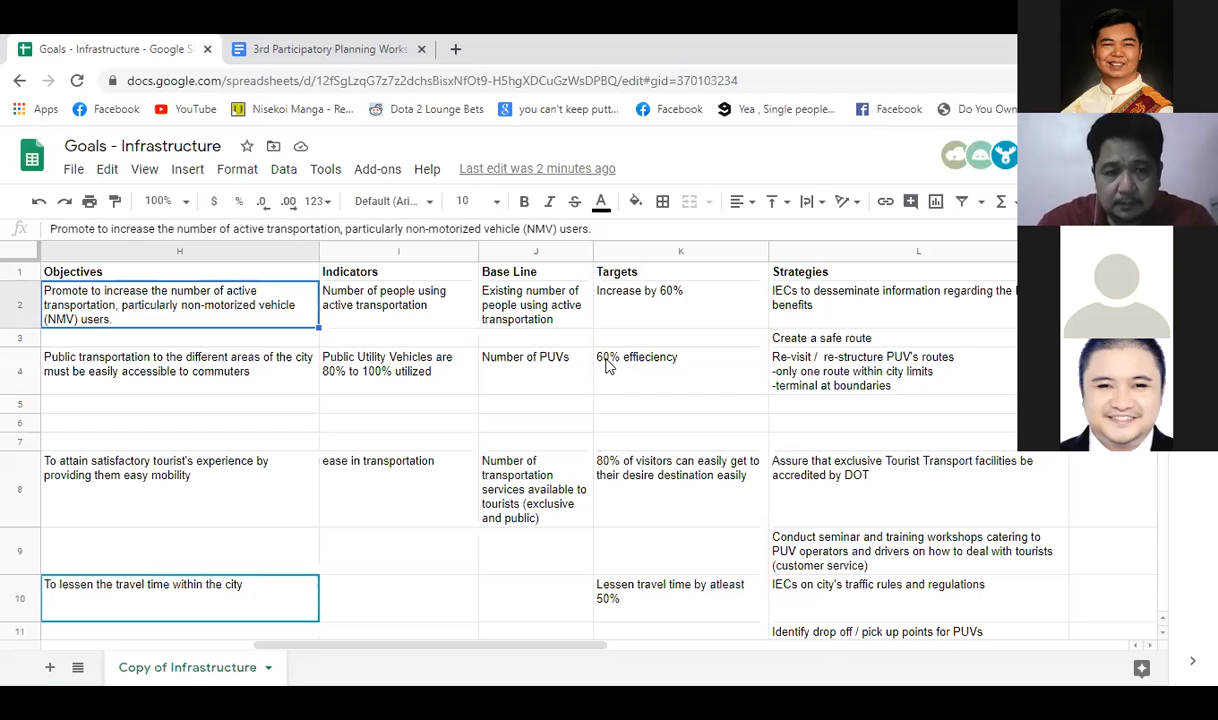 Goals - Infrastructure - Google S
3rd Participatory Planning Works
docs.google.com/spreadsheets/d/12fSgLzqG7z7z2dchsBisxNfOt9-H5hgXDCuGzWsDPBQ/edit#gid=370103234
Apps Facebook YouTube Nisekoi Manga - Re... Dota 2 Lounge Bets you can't keep putt... Facebook Yea , Single people... Facebook Do You Own
Goals - Infrastructure
File Edit View Insert Format Data Tools Add-ons Help Last edit was 2 minutes ago
100% $ % .0 .00 123 Default (Ari... 10 B I S A
fx Promote to increase the number of active transportation, particularly non-motorized vehicle (NMV) users.
H I J K L
1 Objectives Indicators Base Line Targets Strategies
2
Promote to increase the number of active
transportation, particularly non-motorized vehicle
(NMV) users.
Number of people using
active transportation
Existing number of
people using active
transportation
Increase by 60%
IECs to desseminate information regarding the
benefits
3 Create a safe route
4
Public transportation to the different areas of the city
must be easily accessible to commuters
Public Utility Vehicles are
80% to 100% utilized
Number of PUVs
60% effieciency
Re-visit / re-structure PUV's routes
-only one route within city limits
-terminal at boundaries
5
6
7
8
To attain satisfactory tourist's experience by
providing them easy mobility
ease in transportation
Number of
transportation
services available to
tourists (exclusive
and public)
80% of visitors can easily get to
their desire destination easily
Assure that exclusive Tourist Transport facilities be
accredited by DOT
9
Conduct seminar and training workshops catering to
PUV operators and drivers on how to deal with tourists
(customer service)
10
To lessen the travel time within the city
Lessen travel time by atleast
50%
IECs on city's traffic rules and regulations
11 Identify drop off / pick up points for PUVs
Copy of Infrastructure